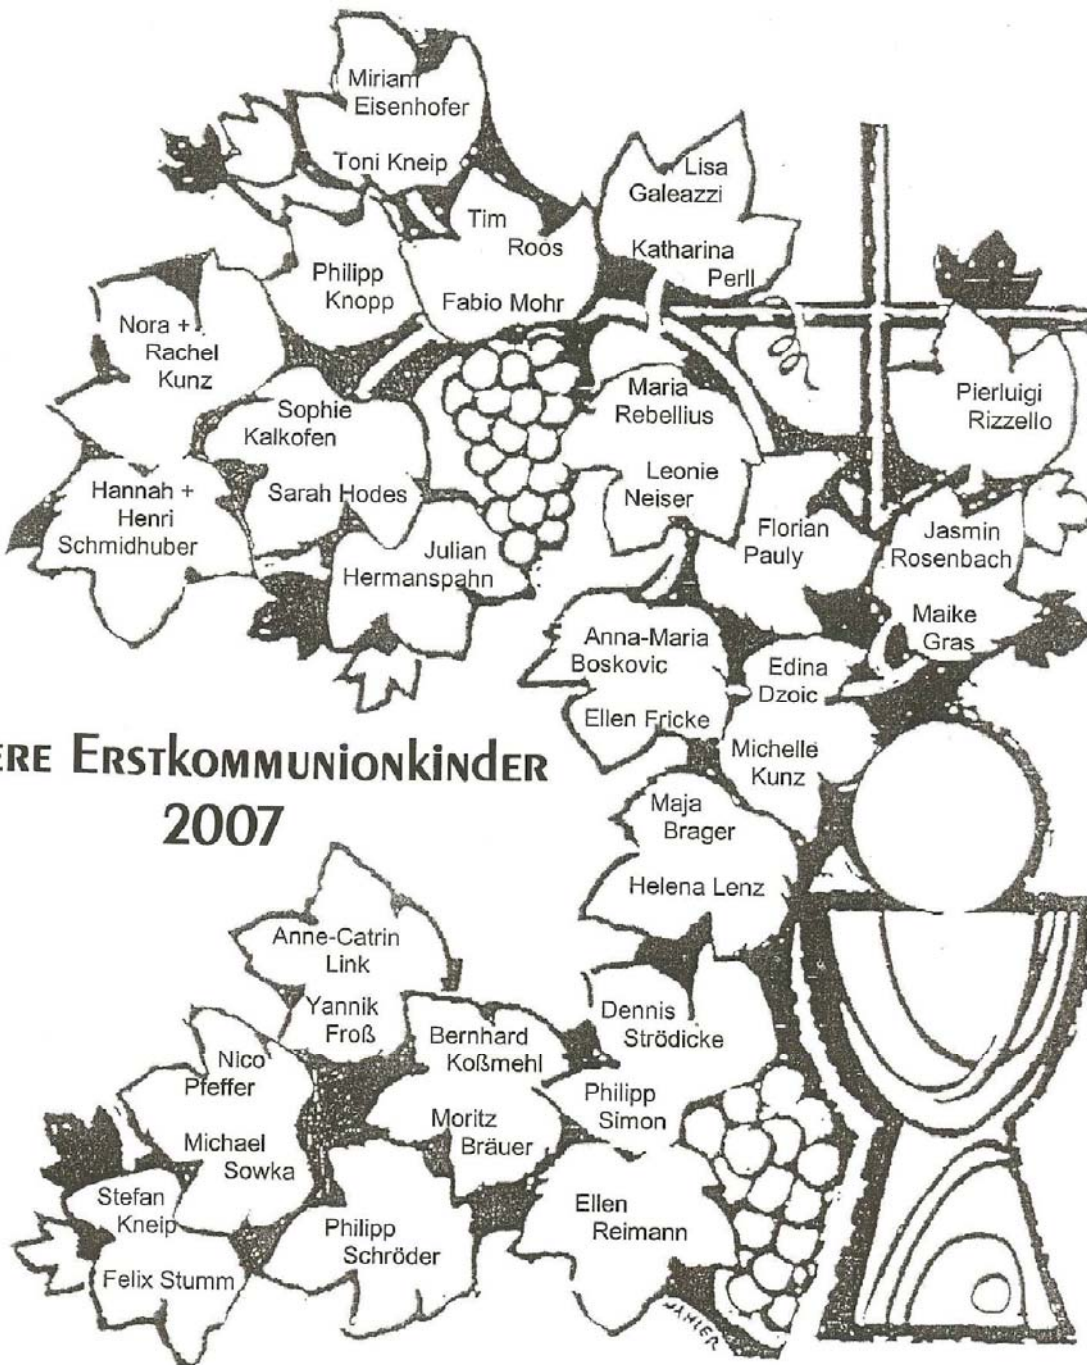 Miriam
Eisenhofer
Toni Kneip
Lisa
Galeazzi
Katharina
Perll
Tim
Roos
Fabio Mohr
Philipp
Knopp
Nora +
Rachel
Kunz
Sophie
Kalkofen
Sarah Hodes
Hannah +
Henri
Schmidhuber
Julian
Hermanspahn
Maria
Rebellius
Leonie
Neiser
Pierluigi
Rizzello
Florian
Pauly
Jasmin
Rosenbach
Maike
Gras
Anna-Maria
Boskovic
Ellen Fricke
Edina
Dzoic
Michelle
Kunz
ERE ERSTKOMMUNIONKINDER
2007
Maja
Brager
Helena Lenz
Anne-Catrin
Link
Yannik
Froß
Nico
Pfeffer
Michael
Sowka
Bernhard
Koßmehl
Moritz
Bräuer
Dennis
Strödicke
Philipp
Simon
Stefan
Kneip
Felix Stumm
Philipp
Schröder
Ellen
Reimann